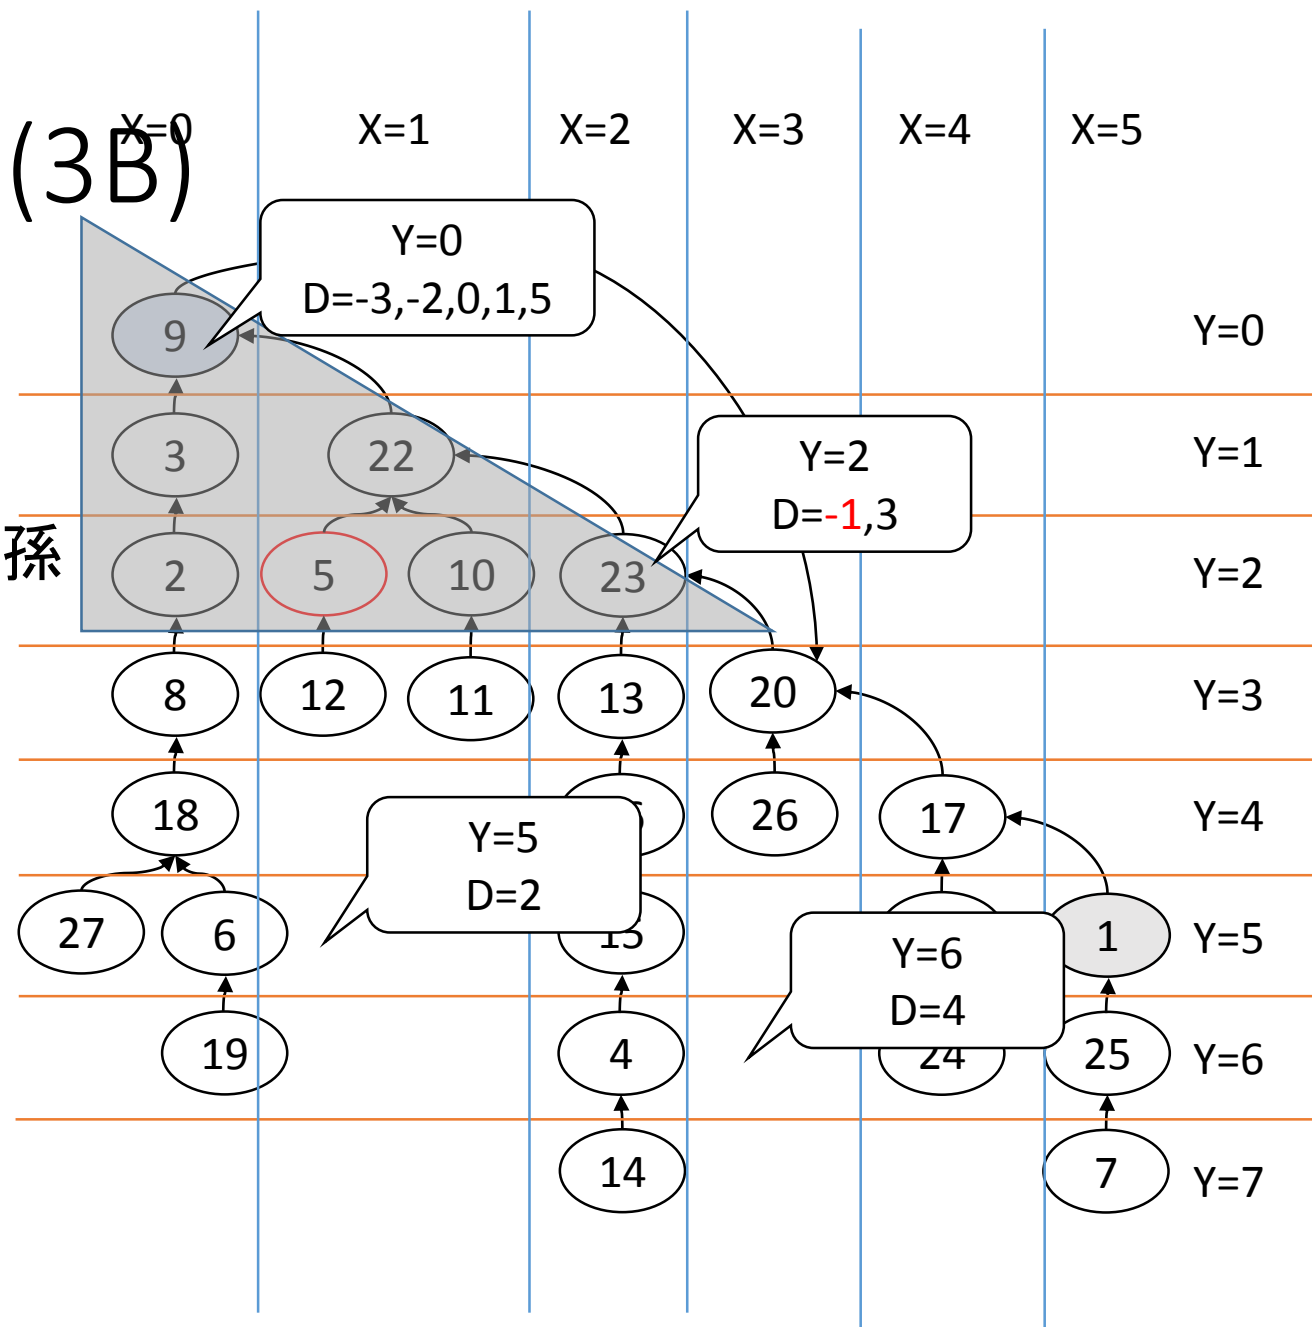 X=0
X=1
X=2
X=3
X=4
X=5
(3B)
Y=0
D=-3,-2,0,1,5
9
Y=0
3
22
Y=2
D=-1,3
Y=1
孫
2
5
10
23
Y=2
8
12
11
13
20
Y=3
18
Y=5
D=2
26
17
Y=4
27
6
15
Y=6
D=4
1
Y=5
19
4
24
25
Y=6
14
7
Y=7